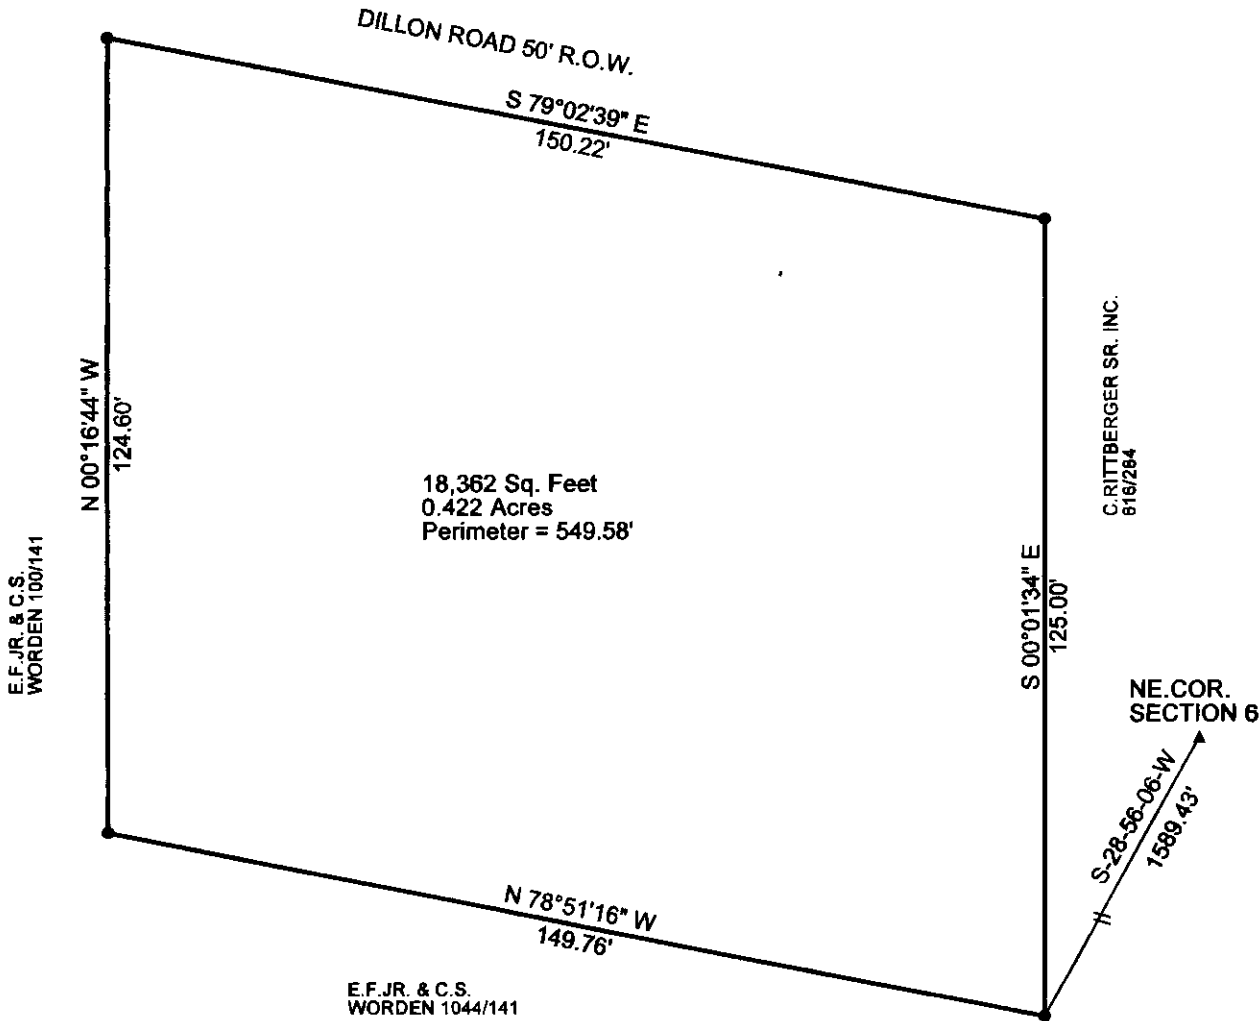 DILLON ROAD 50' R.O.W.
S 79°02'39" E
150.22'
N 00°16'44" W
124.60'
18,362 Sq. Feet
0.422 Acres
Perimeter = 549.58'
C.RITTBERGER SR. INC.
816/284
E.F.JR. & C.S.
WORDEN 100/141
S 00°01'34" E
125.00'
NE.COR.
SECTION 6
S-28-56-06-W
1589.43'
N 78°51'16" W
149.76'
E.F.JR. & C.S.
WORDEN 1044/141